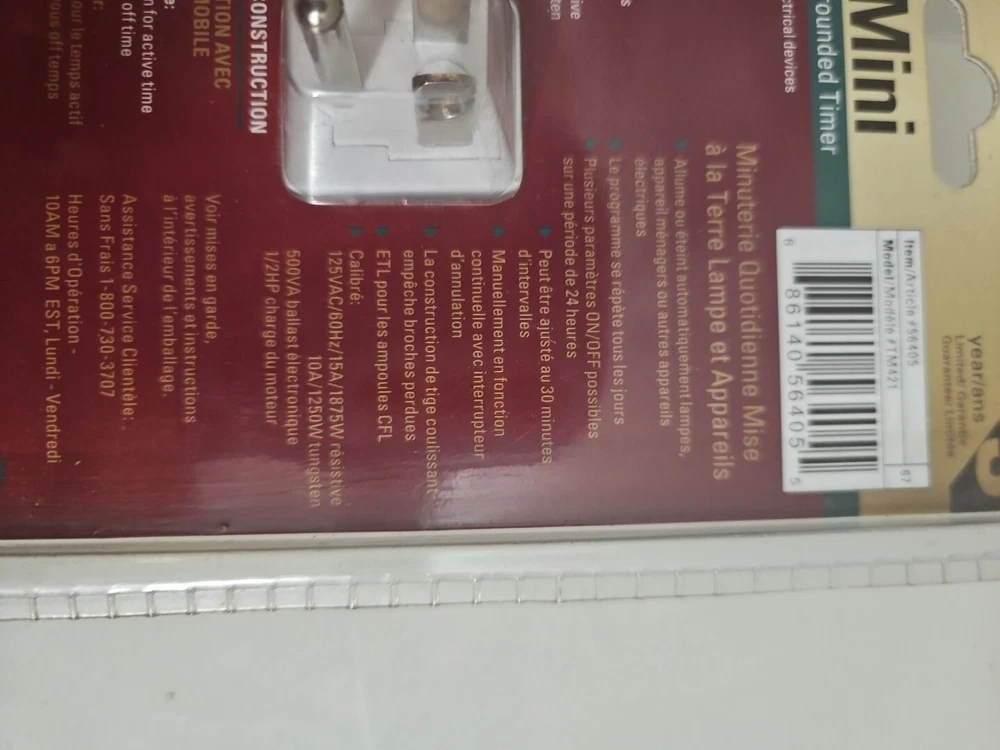 Mini
rounded Timer
ctrical devices
year/ans
Limited/Garantie
Guarantee/Limitée
Item/Article #56405
Model/Modèle #TM421
67
6 86140 56405 5
Minuterie Quotidienne Mise
à la Terre Lampe et Appareils
Allume ou éteint automatiquement lampes,
appareil ménagers ou autres appareils
électriques
Le programme se répète tous les jours
Plusieurs paramètres ON/OFF possibles
sur une période de 24 heures
Peut être ajusté au 30 minutes
d'intervalles
Manuellement en fonction
continuelle avec interrupteur
d'annulation
La construction de tige coulissant
empêche broches perdues
ETL pour les ampoules CFL
Calibré:
125VAC/60Hz/15A/1875W résistive
10A/1250W tungsten
500VA ballast électronique
1/2HP charge du moteur
Voir mises en garde,
avertissements et instructions
à l'intérieur de l'emballage.
Assistance Service Clientèle:
Sans Frais 1-800-730-3707
Heures d'Opération -
10AM a 6PM EST, Lundi - Vendredi
CONSTRUCTION
TION AVEC
MOBILE
n for active time
off time
our le temps actif
ous off temps